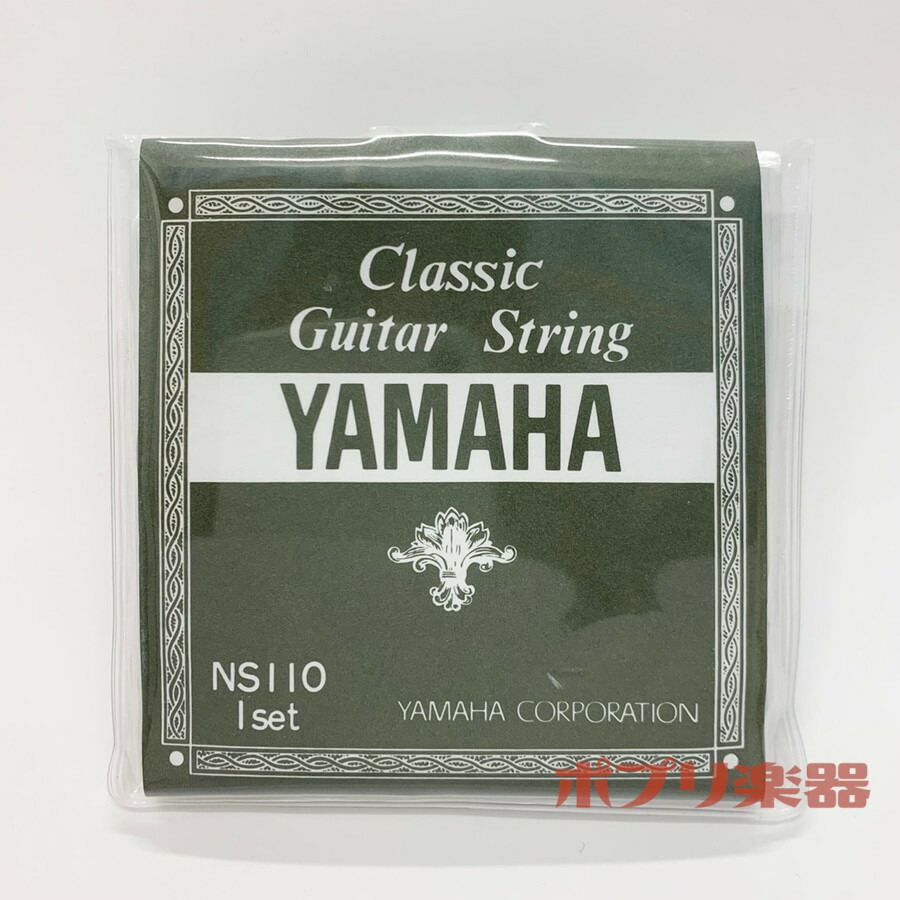 Classic
Guitar String
YAMAHA
NS110
1set
YAMAHA CORPORATION
ポプリ楽器